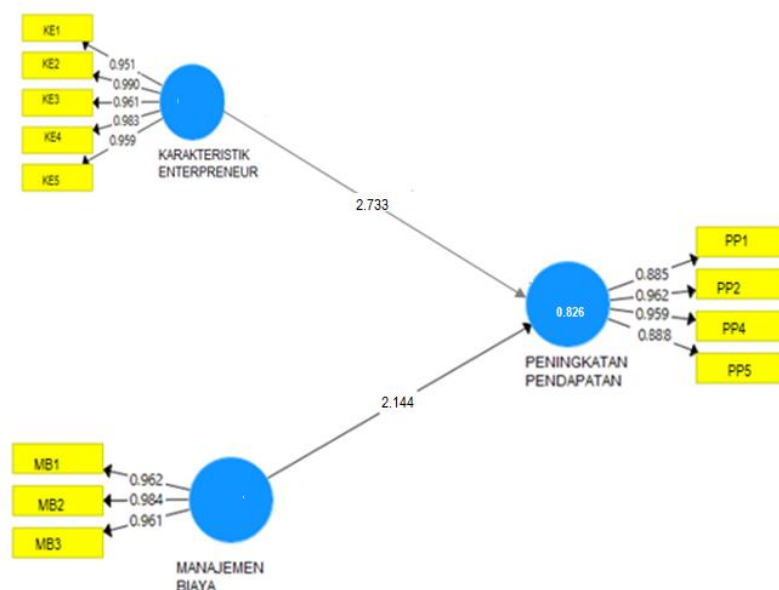 KE1
KE2
KE3
KE4
KE5
0.951
0.990
0.961
0.983
0.959
KARAKTERISTIK
ENTERPRENEUR
2.733
PP1
PP2
PP4
PP5
0.885
0.962
0.959
0.888
0.826
PENINGKATAN
PENDAPATAN
2.144
MB1
MB2
MB3
0.962
0.984
0.961
MANAJEMEN
BIAYA